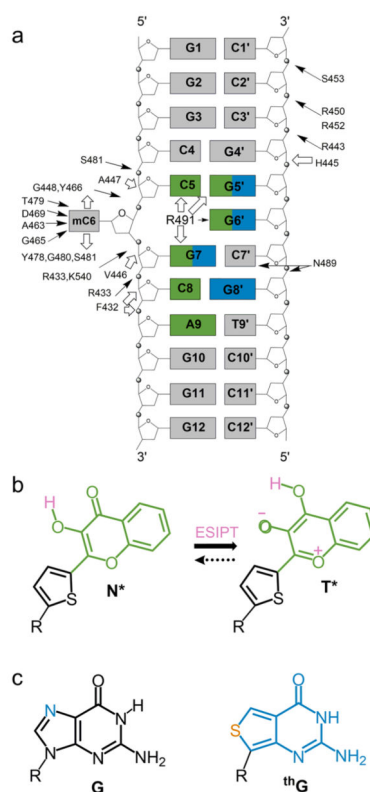 a
5' 3'
G1 C1'
S453
G2 C2'
R450
R452
G3 C3'
R443
C4 G4'
H445
S481
A447
C5 G5'
G448, Y466
T479
D469
A463
G465
mC6
R491
G6'
Y478,G480,S481
V446
G7 C7'
N489
R433,K540
R433
F432
C8 G8'
A9 T9'
G10 C10'
G11 C11'
G12 C12'
3' 5'
b
H O O
O
S
R
N*
ESIPT
H O
− O
O +
S
R
T*
c
O
N N H
N N NH2
R
G
O
S NH
N NH2
R
thG